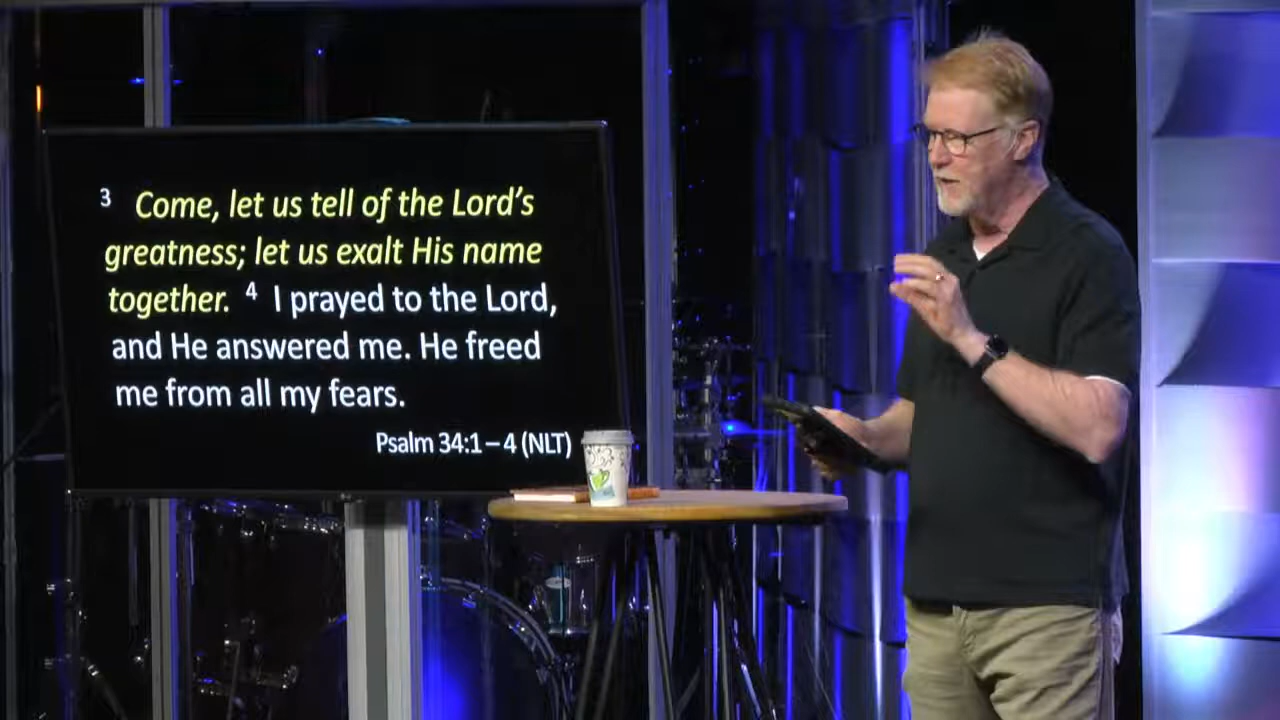 3 Come, let us tell of the Lord's
greatness; let us exalt His name
together. 4 I prayed to the Lord,
and He answered me. He freed
me from all my fears.
Psalm 34:1 – 4 (NLT)